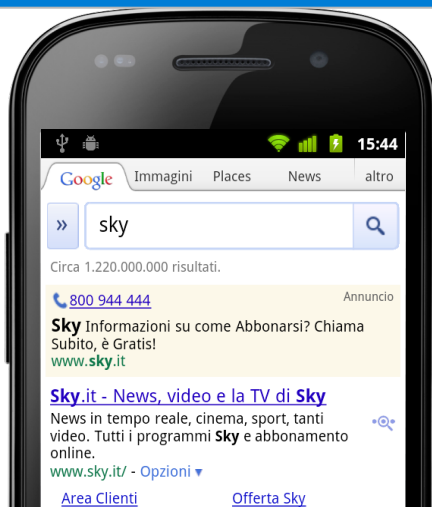 15:44
Google Immagini Places News altro
» sky
Circa 1.220.000.000 risultati.
800 944 444 Annuncio
Sky Informazioni su come Abbonarsi? Chiama
Subito, è Gratis!
www.sky.it
Sky.it - News, video e la TV di Sky
News in tempo reale, cinema, sport, tanti
video. Tutti i programmi Sky e abbonamento
online.
www.sky.it/ - Opzioni ▼
Area Clienti Offerta Sky